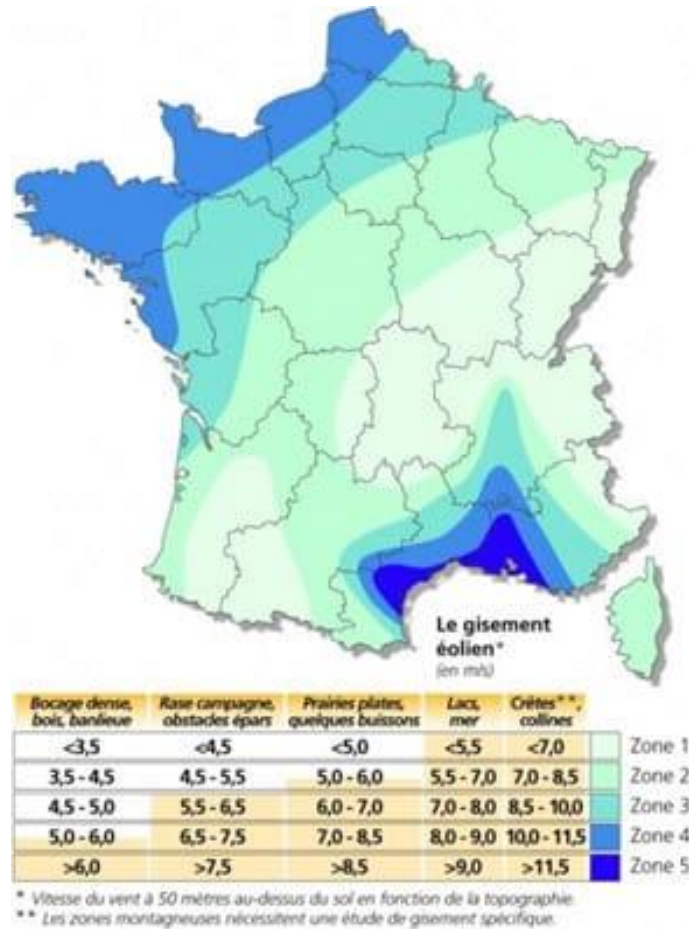 Le gisement
éolien*
(en m/s)
Bocage dense, bois, banlieue Rase campagne, obstacles épars Prairies plates, quelques buissons Lacs, mer Crêtes**, collines
<3,5 <4,5 <5,0 <5,5 <7,0 Zone 1
3,5 - 4,5 4,5 - 5,5 5,0 - 6,0 5,5 - 7,0 7,0 - 8,5 Zone 2
4,5 - 5,0 5,5 - 6,5 6,0 - 7,0 7,0 - 8,0 8,5 - 10,0 Zone 3
5,0 - 6,0 6,5 - 7,5 7,0 - 8,5 8,0 - 9,0 10,0 - 11,5 Zone 4
>6,0 >7,5 >8,5 >9,0 >11,5 Zone 5
* Vitesse du vent à 50 mètres au-dessus du sol en fonction de la topographie.
** Les zones montagneuses nécessitent une étude de gisement spécifique.